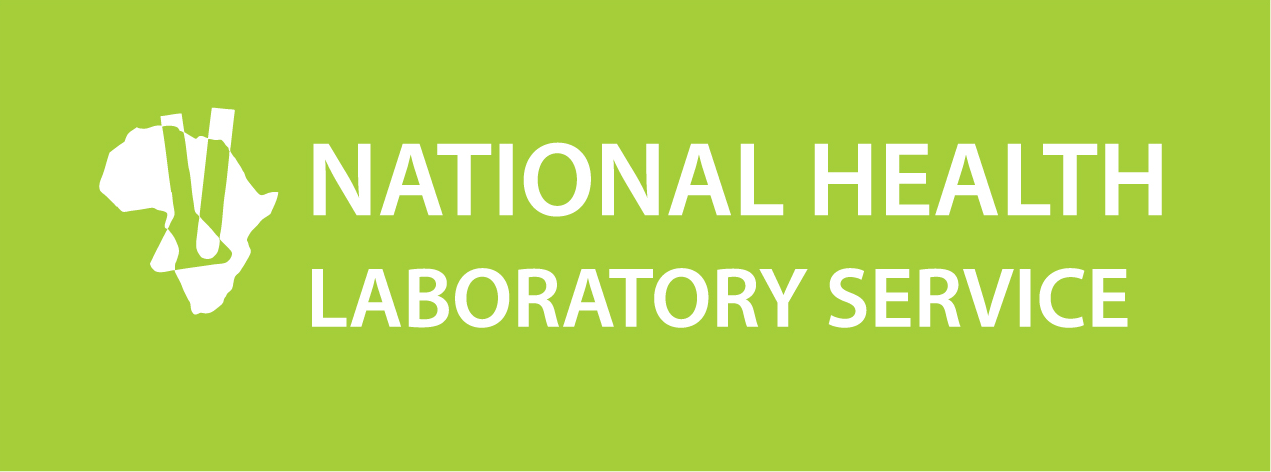 NATIONAL HEALTH
LABORATORY SERVICE